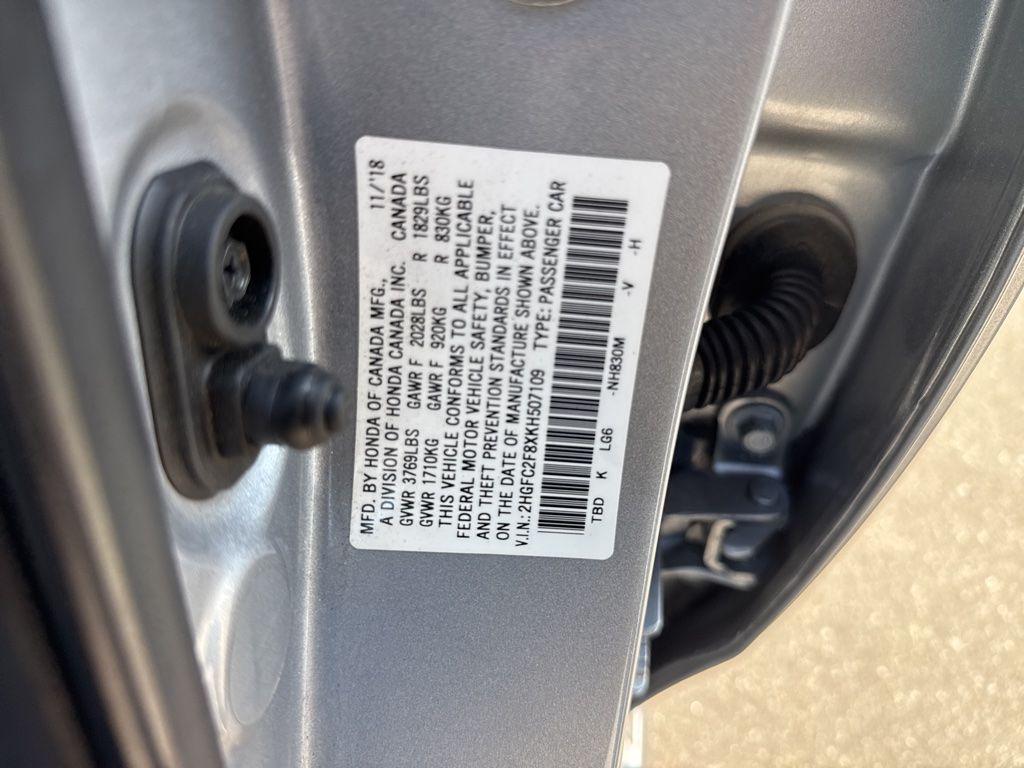 MFD. BY HONDA OF CANADA MFG., 11/'18
A DIVISION OF HONDA CANADA INC. CANADA
GVWR 3769LBS GAWR F 2028LBS R 1829LBS
GVWR 1710KG GAWR F 920KG R 830KG
THIS VEHICLE CONFORMS TO ALL APPLICABLE
FEDERAL MOTOR VEHICLE SAFETY, BUMPER,
AND THEFT PREVENTION STANDARDS IN EFFECT
ON THE DATE OF MANUFACTURE SHOWN ABOVE.
V.I.N.: 2HGFC2F8XKH507109 TYPE: PASSENGER CAR
TBD K LG6 -NH830M -V -H